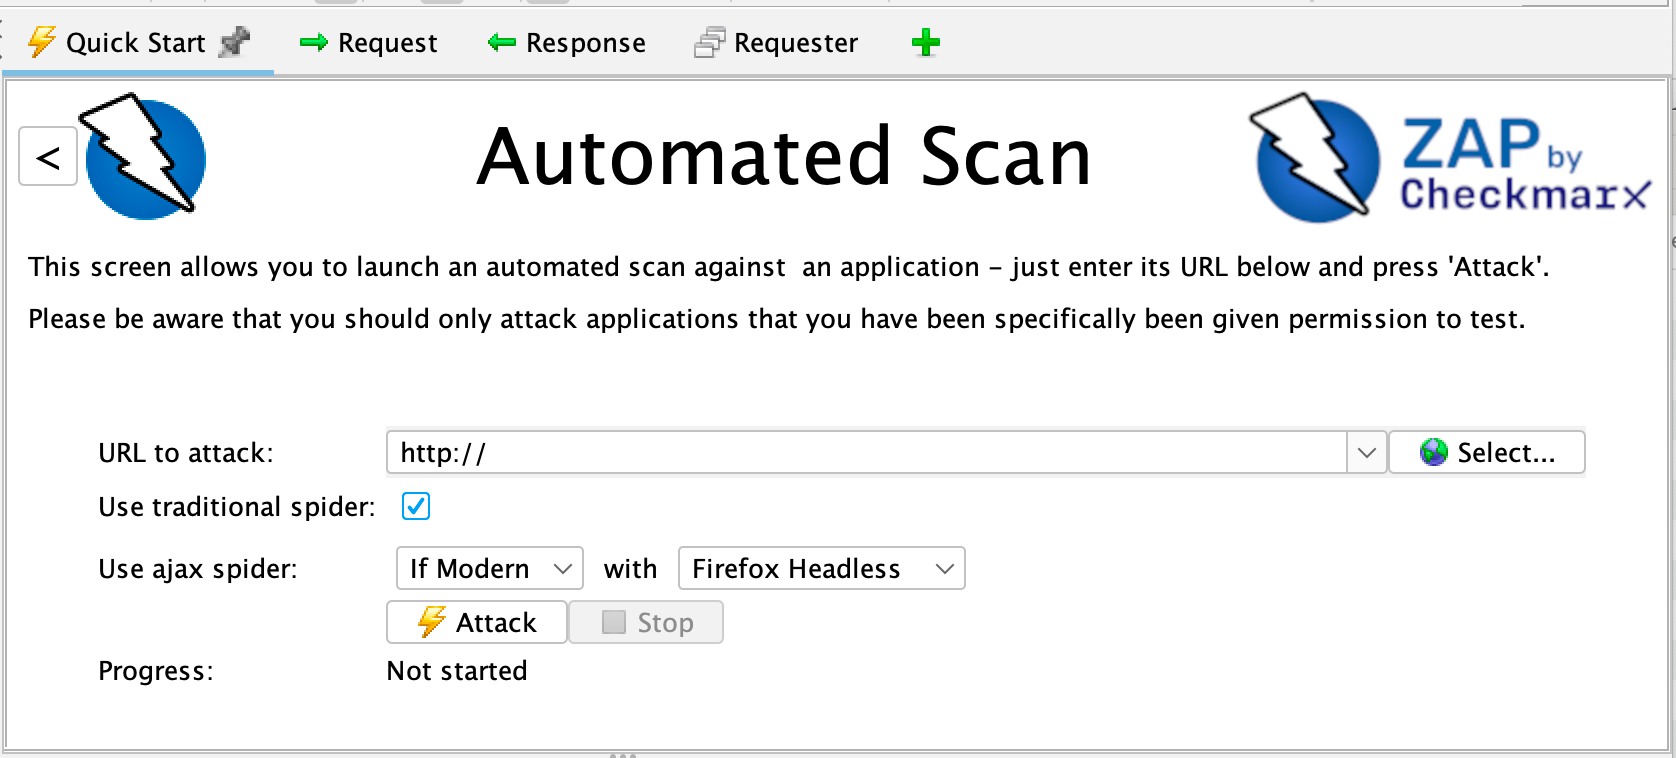 Quick Start Request Response Requester
<
Automated Scan
ZAP by
Checkmarx
This screen allows you to launch an automated scan against  an application – just enter its URL below and press 'Attack'.
Please be aware that you should only attack applications that you have been specifically been given permission to test.
URL to attack: http:// Select...
Use traditional spider:
Use ajax spider: If Modern with Firefox Headless
Attack Stop
Progress: Not started